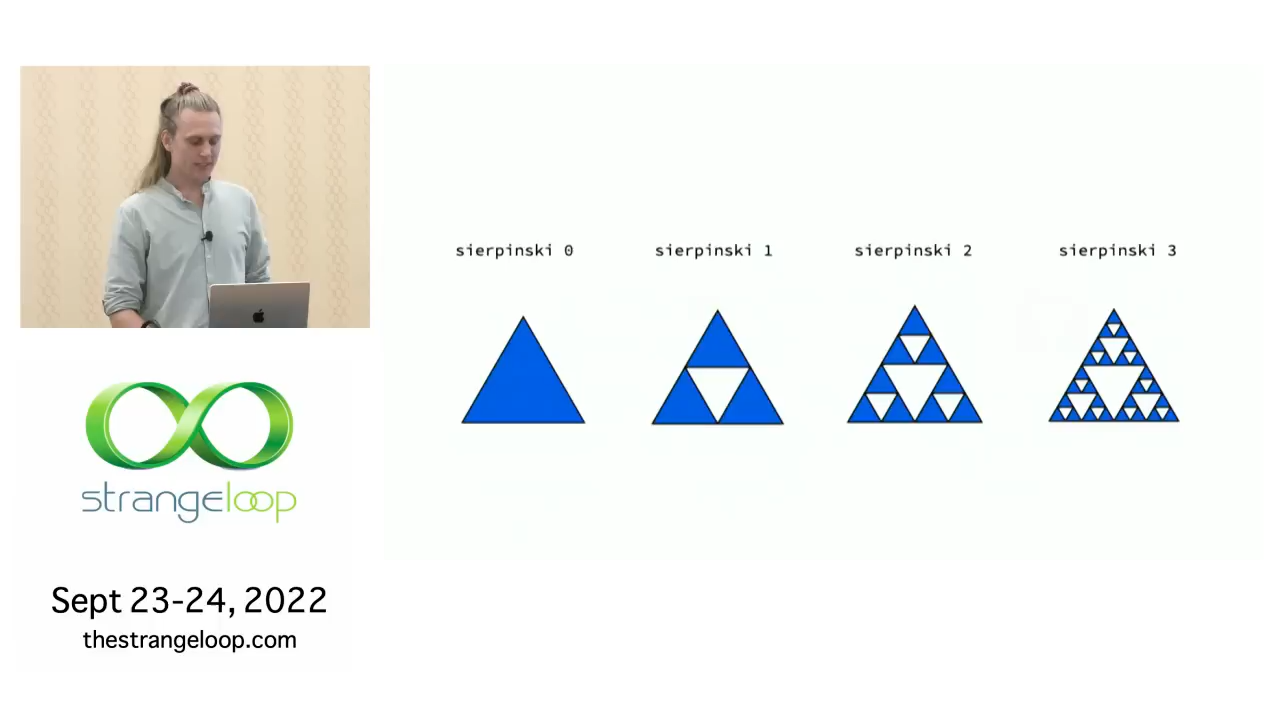 sierpinski 0
sierpinski 1
sierpinski 2
sierpinski 3
strangeloop
Sept 23-24, 2022
thestrangeloop.com